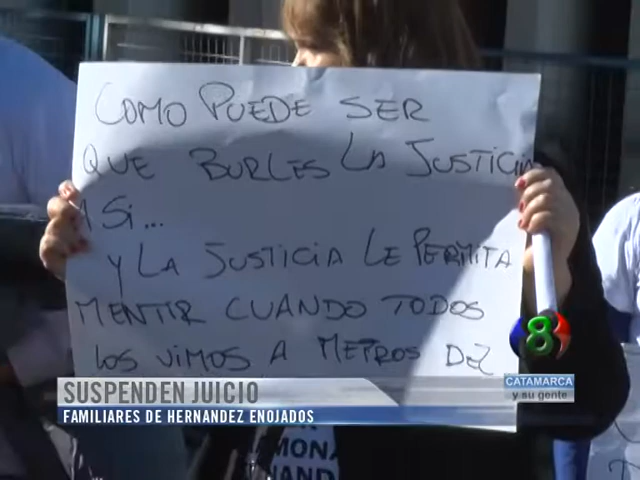 COMO PUEDE SER
QUE BURLES LA JUSTICIA
ASI...
Y LA JUSTICIA LE PERMITA
MENTIR CUANDO TODOS
LOS VIMOS A METROS DEL
8
CATAMARCA
y su gente
SUSPENDEN JUICIO
FAMILIARES DE HERNANDEZ ENOJADOS